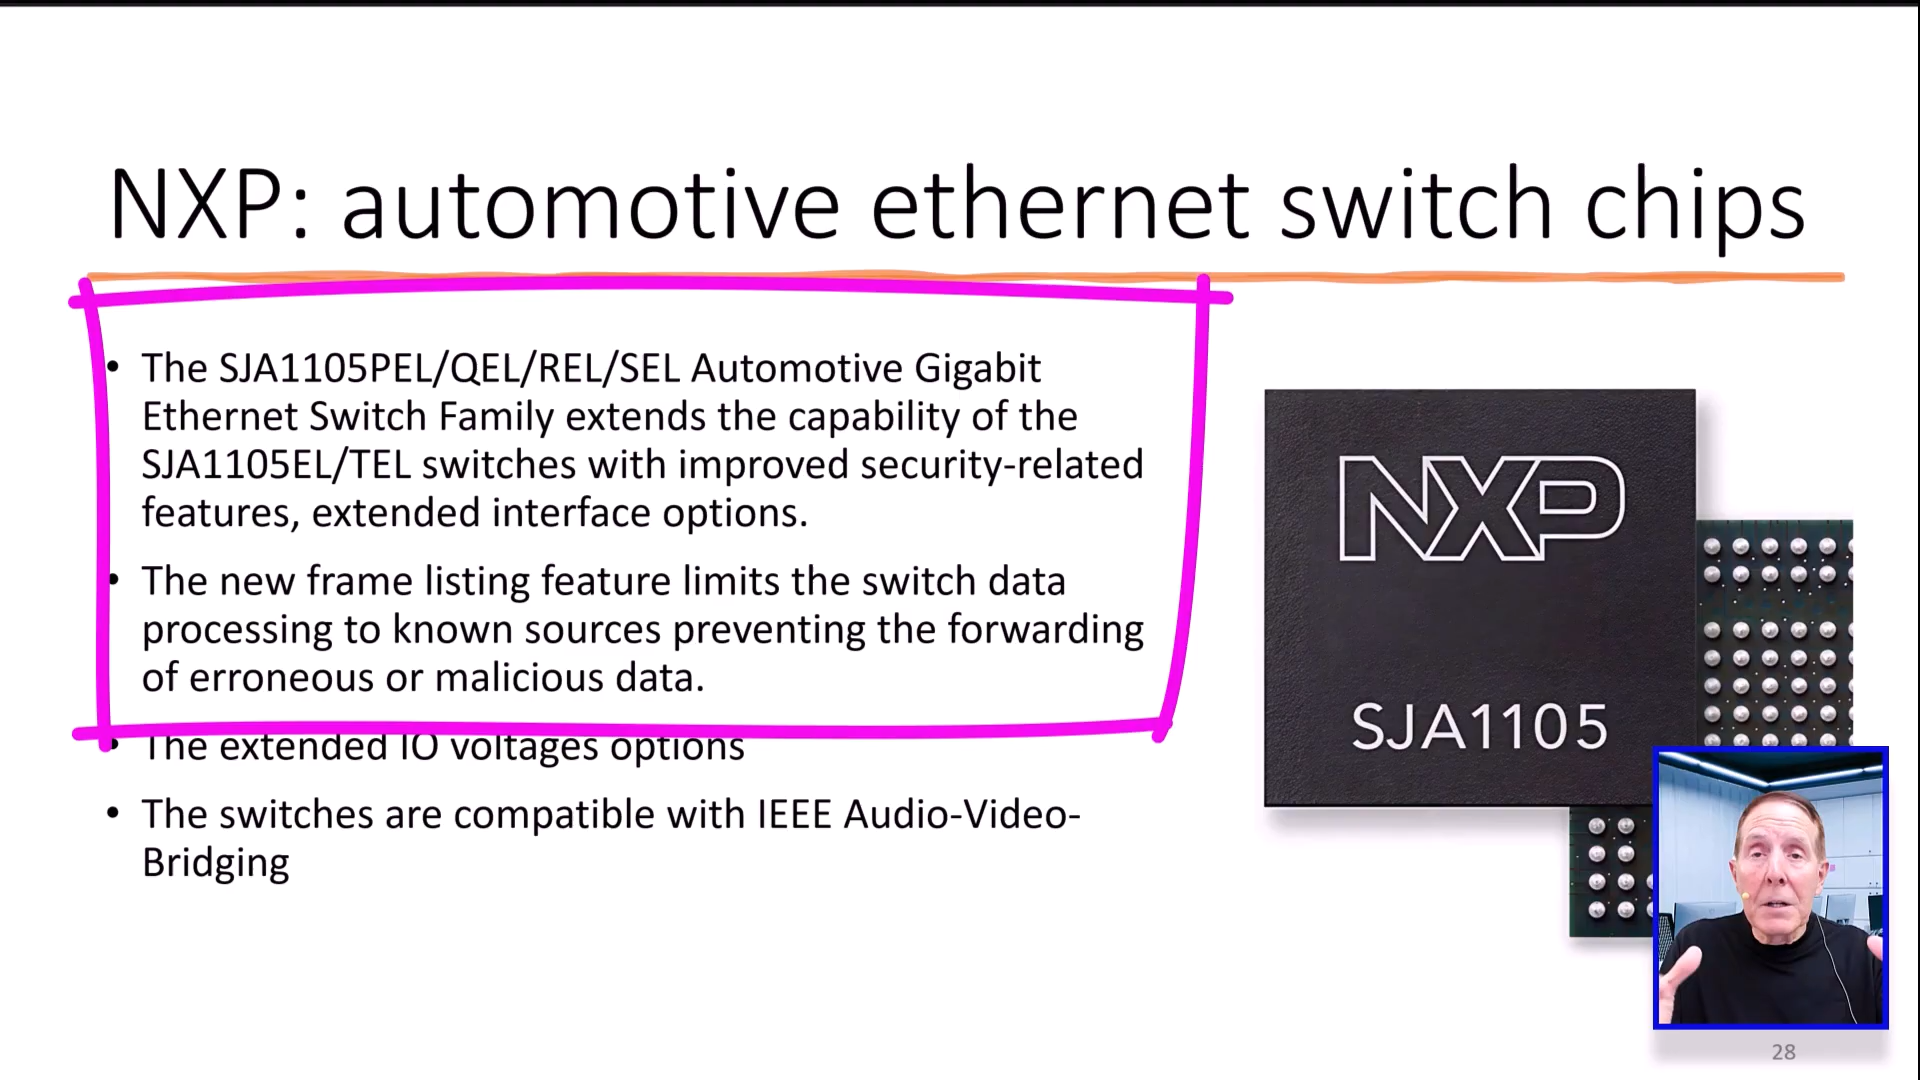 NXP: automotive ethernet switch chips
• The SJA1105PEL/QEL/REL/SEL Automotive Gigabit
Ethernet Switch Family extends the capability of the
SJA1105EL/TEL switches with improved security-related
features, extended interface options.
• The new frame listing feature limits the switch data
processing to known sources preventing the forwarding
of erroneous or malicious data.
• The extended IO voltages options
• The switches are compatible with IEEE Audio-Video-
Bridging
NXP
SJA1105
28